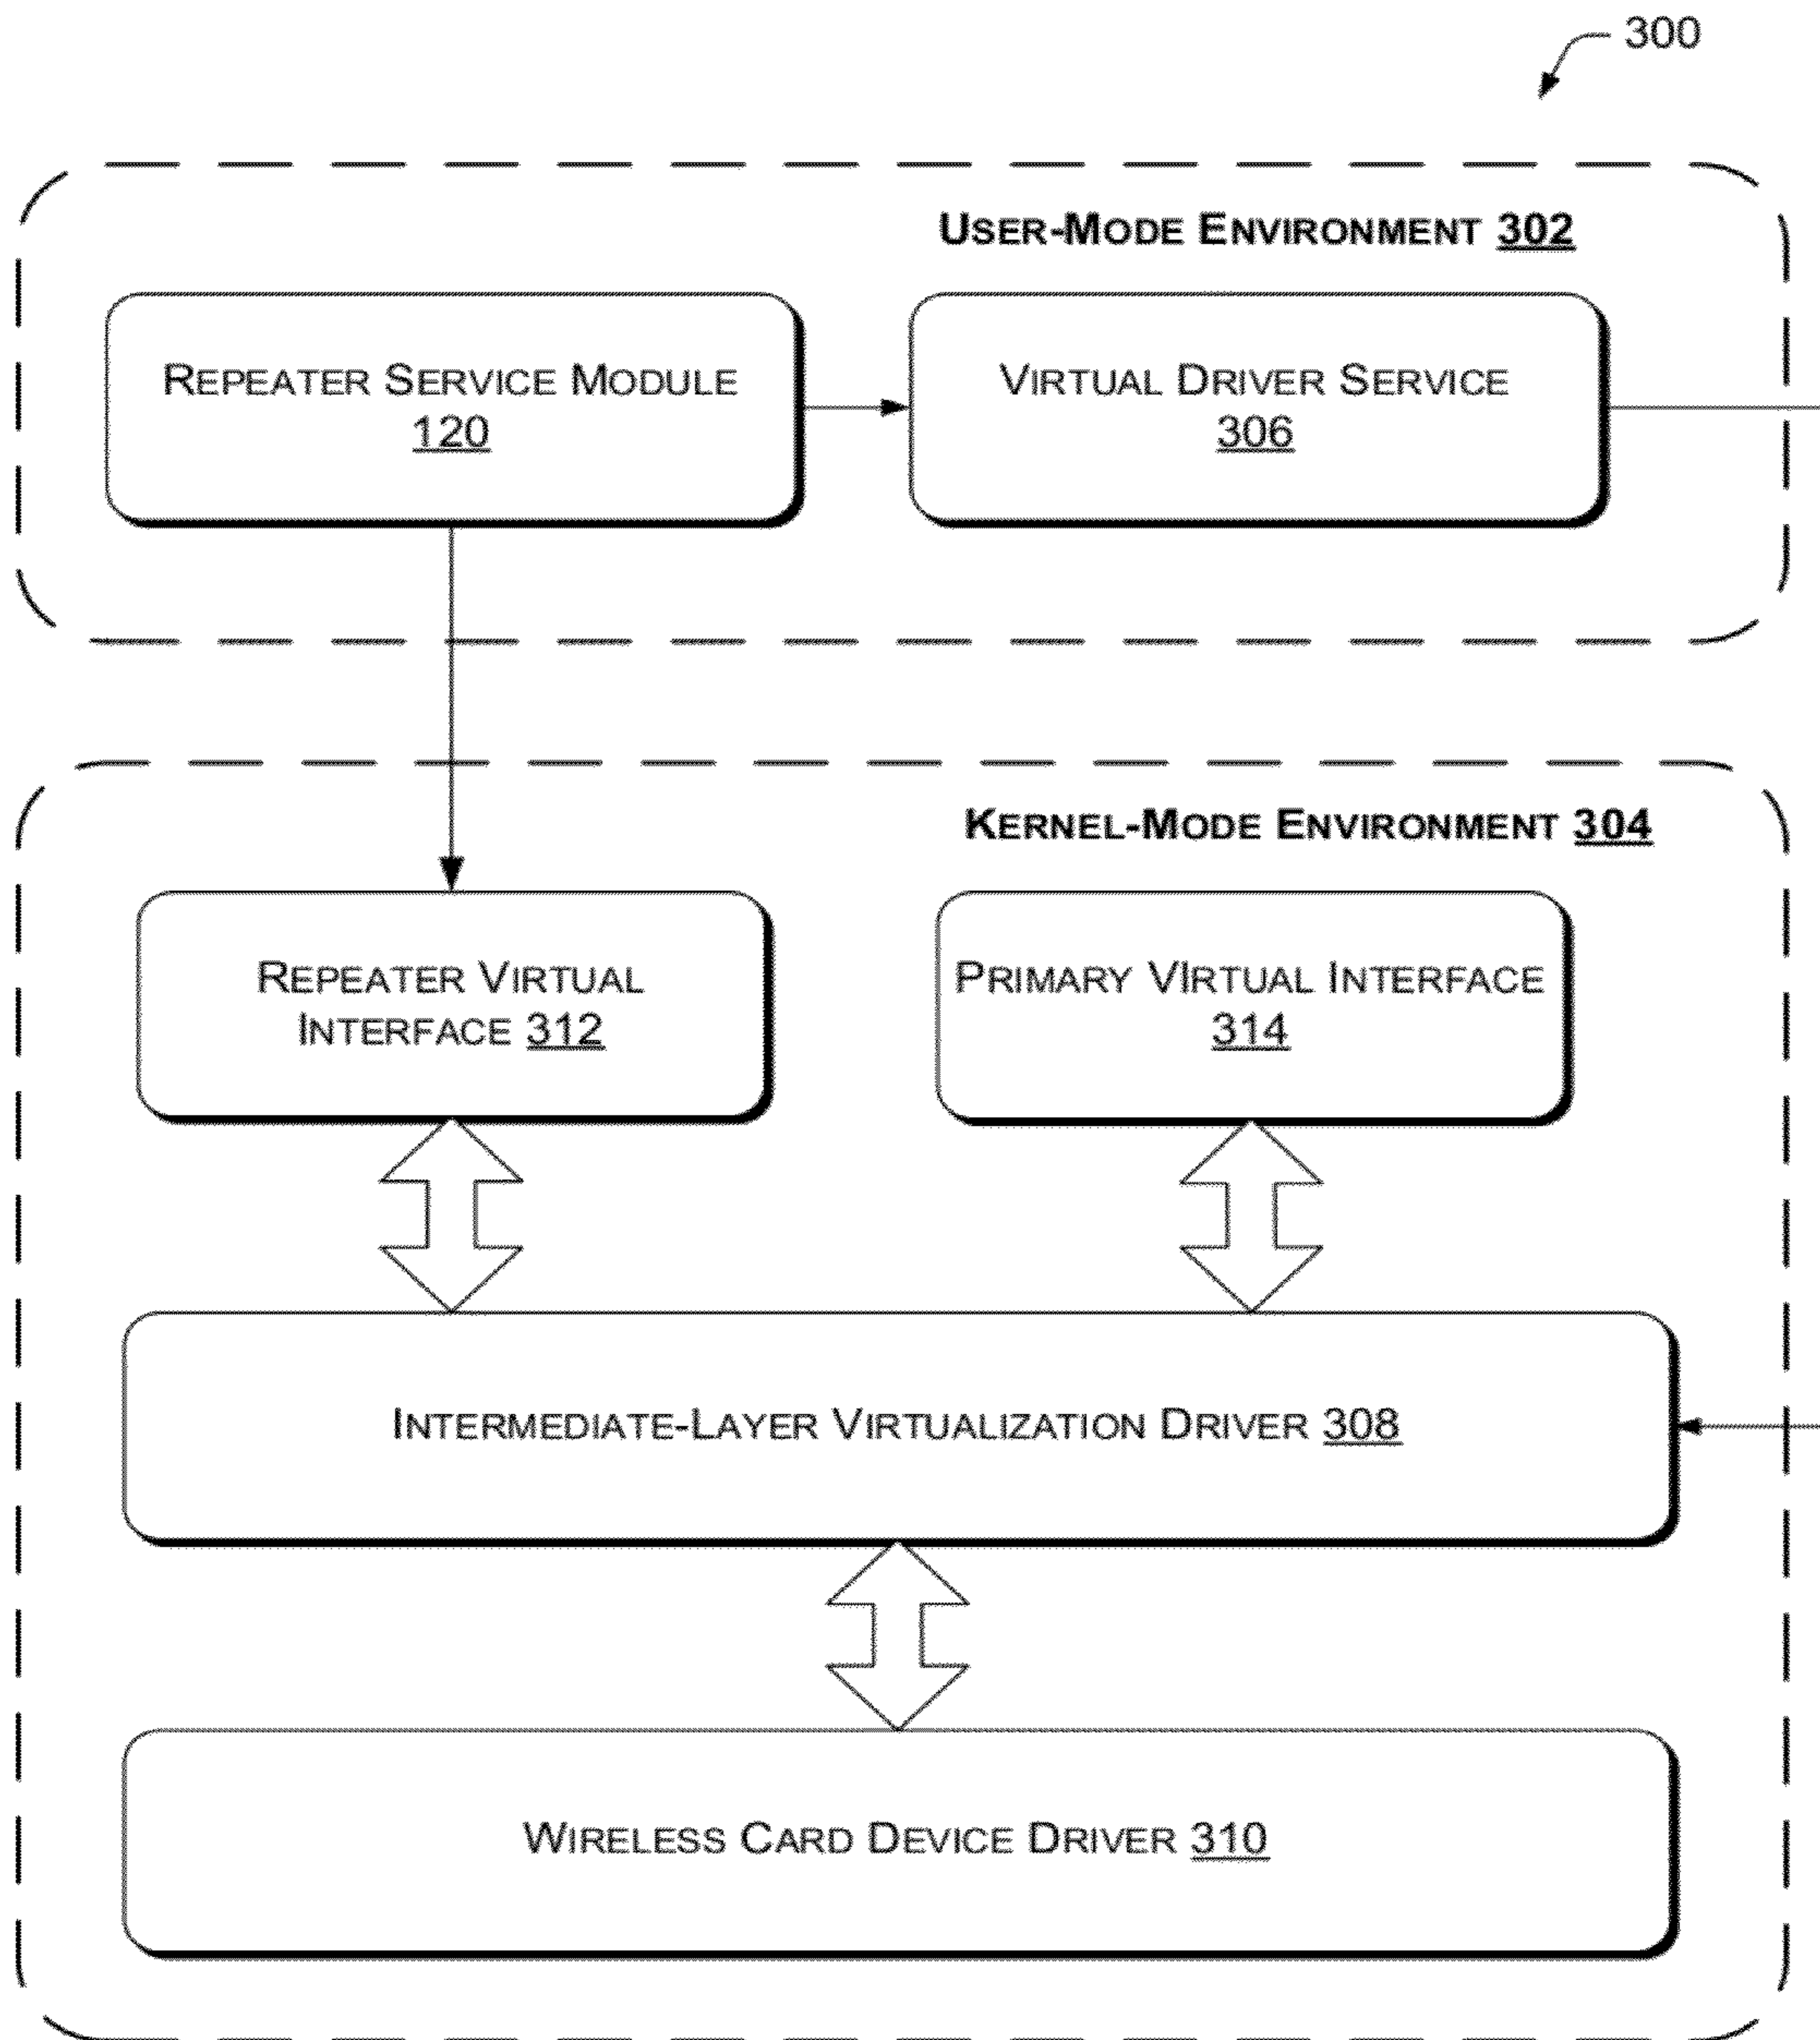 300
USER-MODE ENVIRONMENT 302
REPEATER SERVICE MODULE
120
VIRTUAL DRIVER SERVICE
306
KERNEL-MODE ENVIRONMENT 304
REPEATER VIRTUAL
INTERFACE 312
PRIMARY VIRTUAL INTERFACE
314
INTERMEDIATE-LAYER VIRTUALIZATION DRIVER 308
WIRELESS CARD DEVICE DRIVER 310